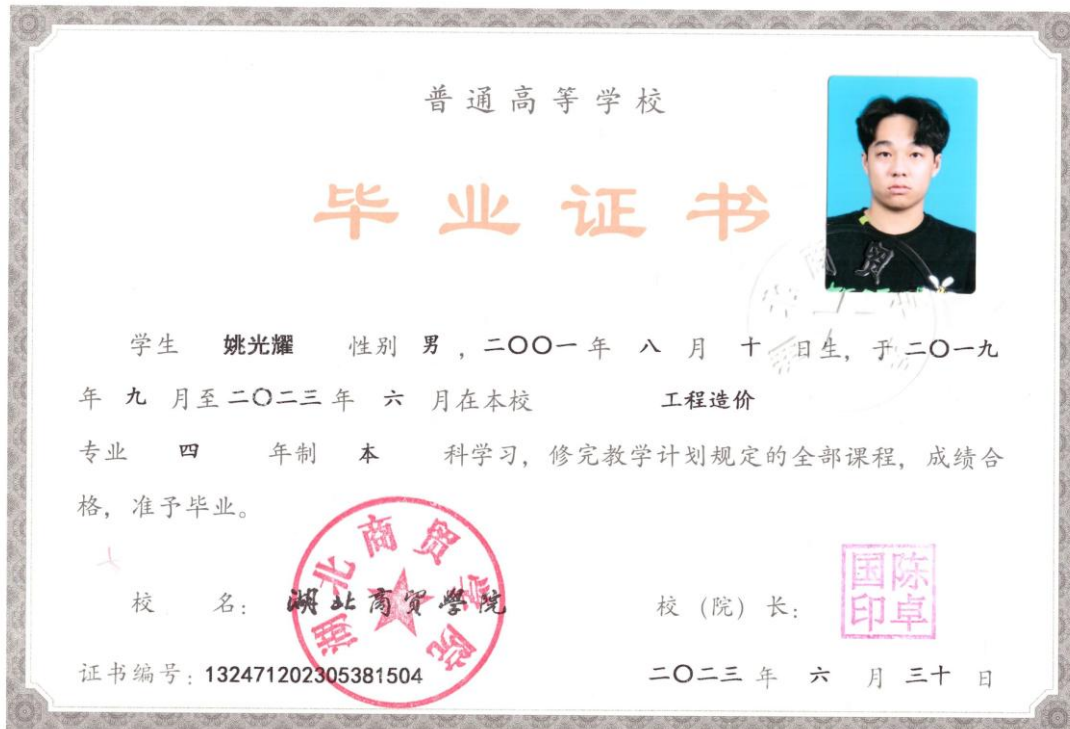 普通高等学校
毕业证书
学生 姚光耀 性别 男，二〇〇一年 八 月 十 日生，于二〇一九
年 九 月至二〇二三年 六 月在本校 工程造价
专业 四 年制 本 科学习，修完教学计划规定的全部课程，成绩合
格，准予毕业。
校 名：湖北商贸學院
湖北商贸学院
校（院）长：
国陈
印卓
证书编号：132471202305381504
二〇二三年 六 月 三十 日